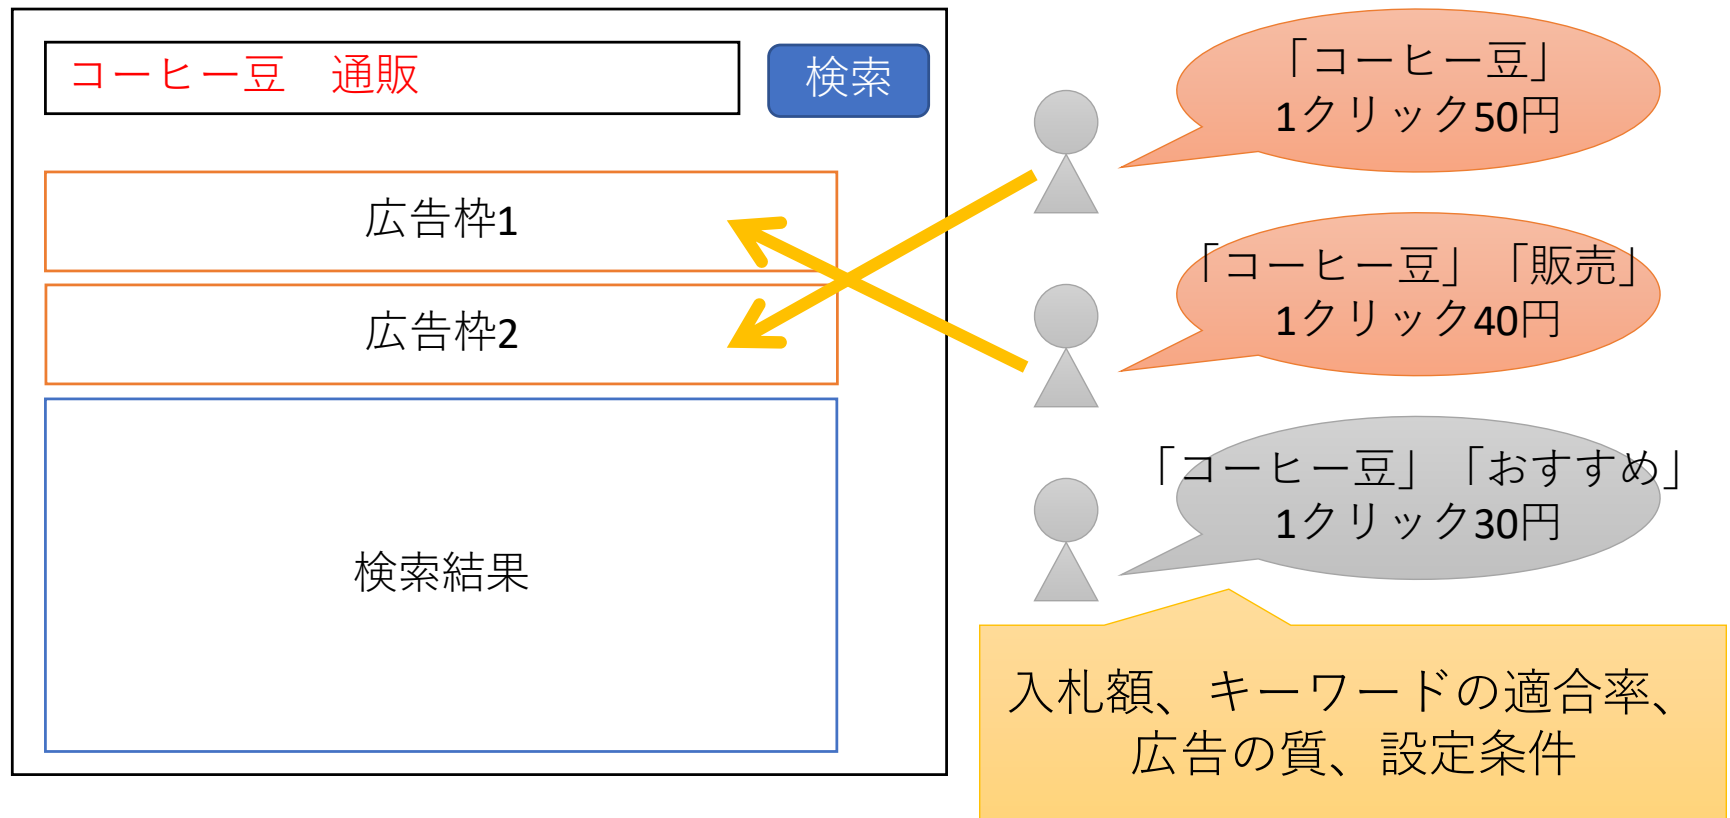 コーヒー豆　通販
検索
広告枠1
広告枠2
検索結果
「コーヒー豆」
1クリック50円
「コーヒー豆」「販売」
1クリック40円
「コーヒー豆」「おすすめ」
1クリック30円
入札額、キーワードの適合率、
広告の質、設定条件